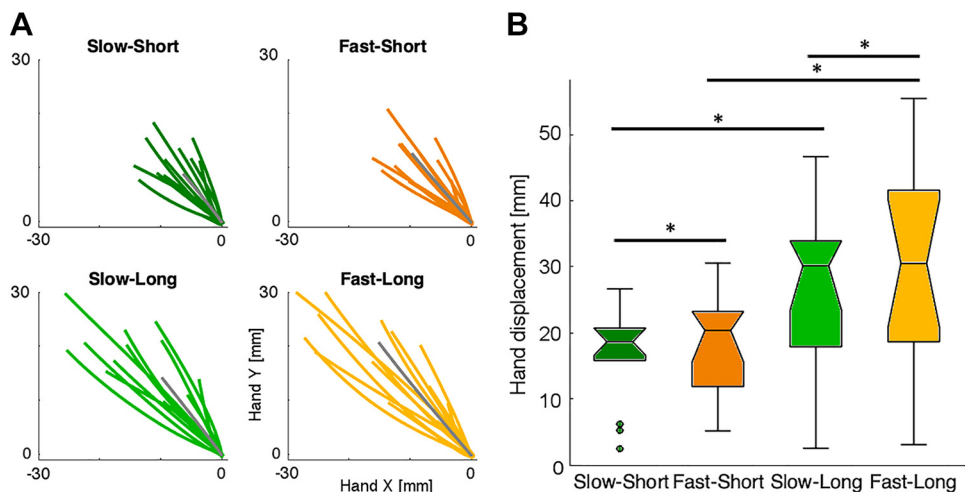 A
Slow-Short
30
0
-30
0
Fast-Short
30
0
-30
0
Slow-Long
30
0
-30
0
Fast-Long
30
Hand Y [mm]
0
-30
0
Hand X [mm]
B
*
*
*
*
Hand displacement [mm]
50
40
30
20
10
0
Slow-Short Fast-Short Slow-Long Fast-Long